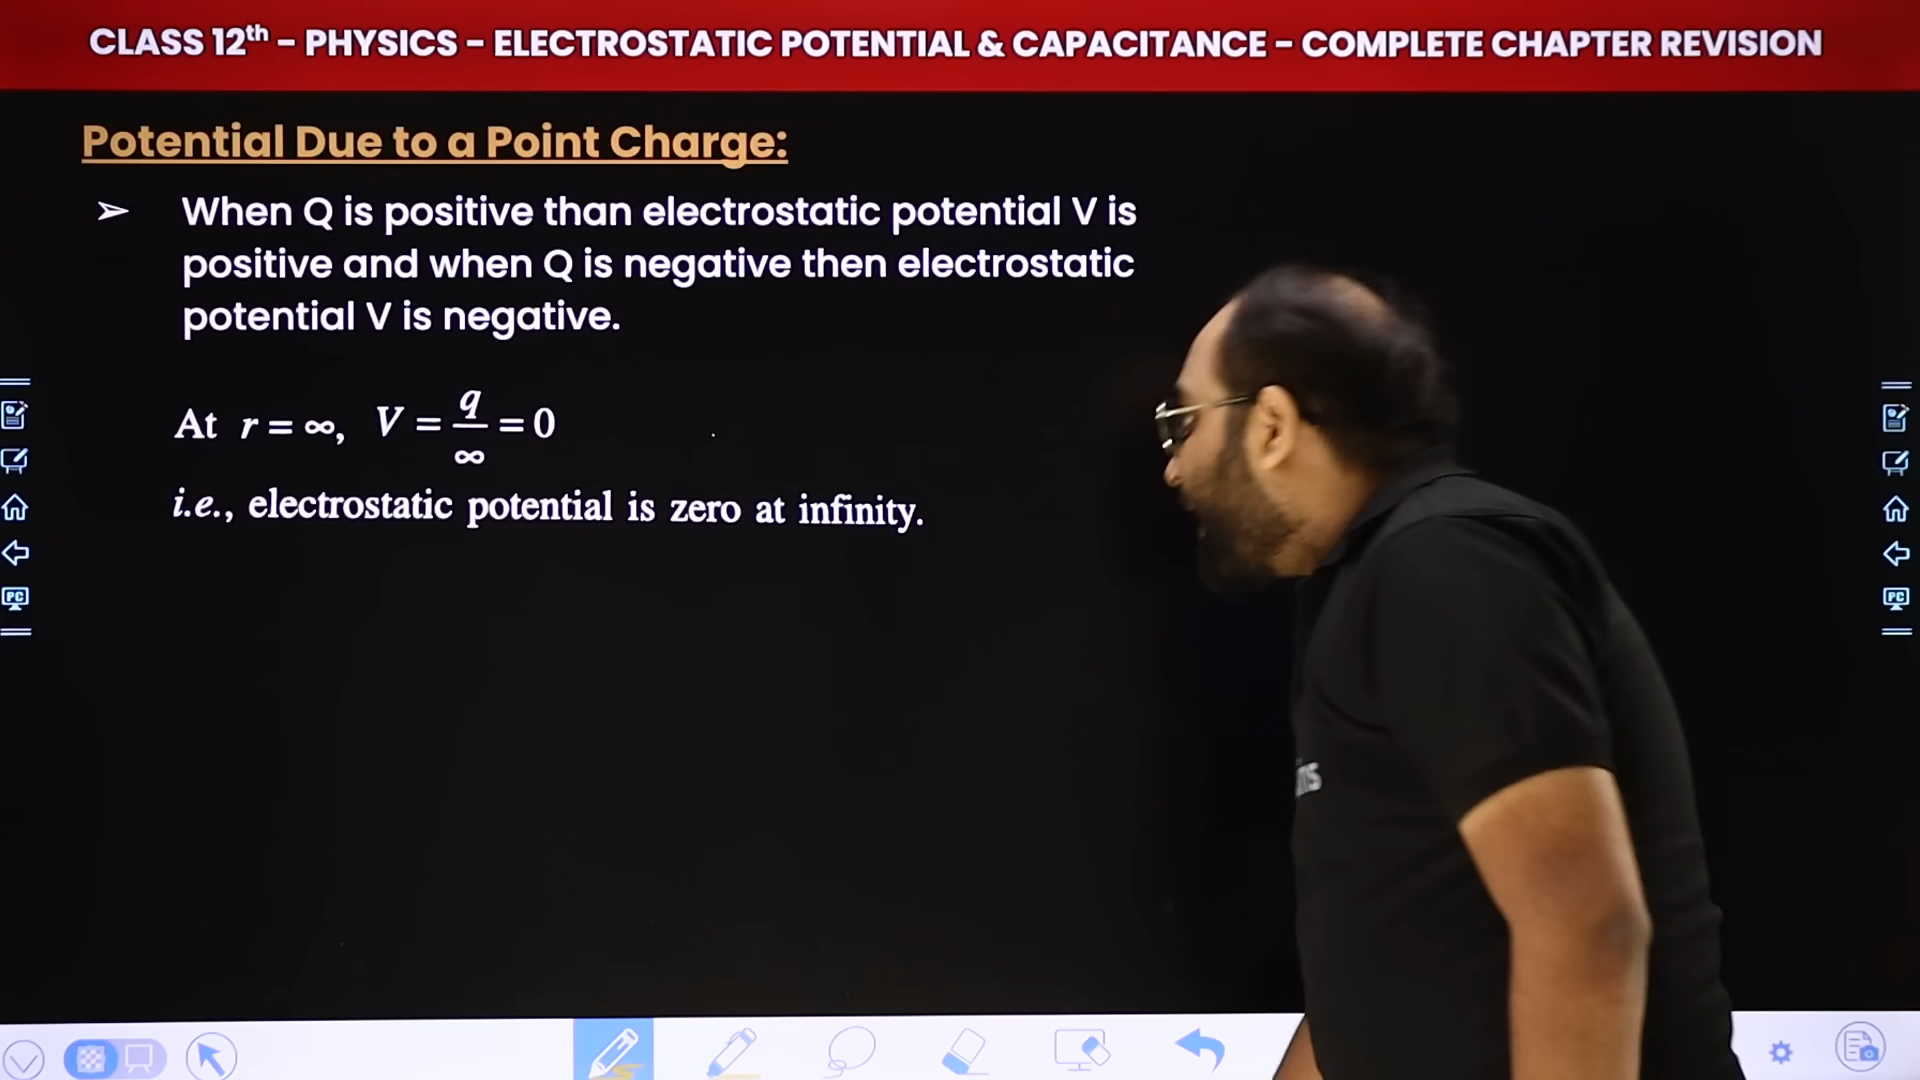 CLASS 12th – PHYSICS – ELECTROSTATIC POTENTIAL & CAPACITANCE – COMPLETE CHAPTER REVISION
Potential Due to a Point Charge:
➢ When Q is positive than electrostatic potential V is
positive and when Q is negative then electrostatic
potential V is negative.
At r = ∞, V = q/∞ = 0
i.e., electrostatic potential is zero at infinity.
PC
PC